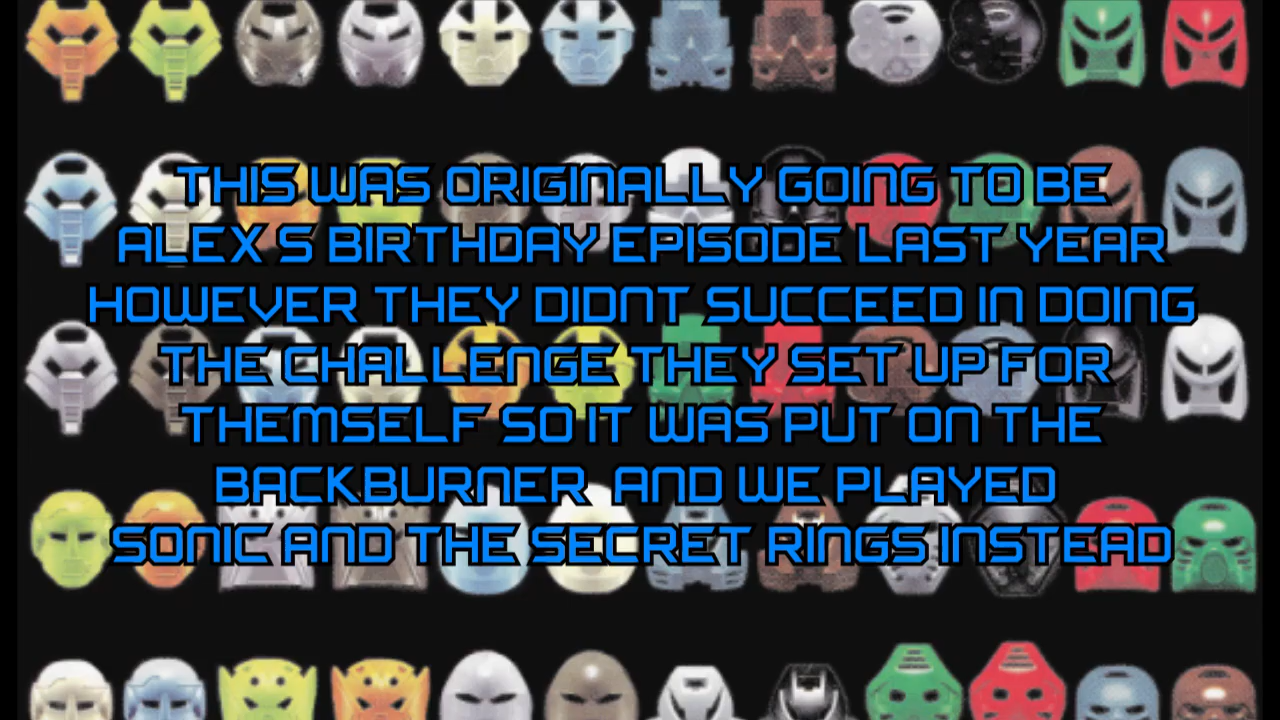 THIS WAS ORIGINALLY GOING TO BE
ALEX S BIRTHDAY EPISODE LAST YEAR
HOWEVER THEY DIDNT SUCCEED IN DOING
THE CHALLENGE THEY SET UP FOR
THEMSELF SO IT WAS PUT ON THE
BACKBURNER AND WE PLAYED
SONIC AND THE SECRET RINGS INSTEAD